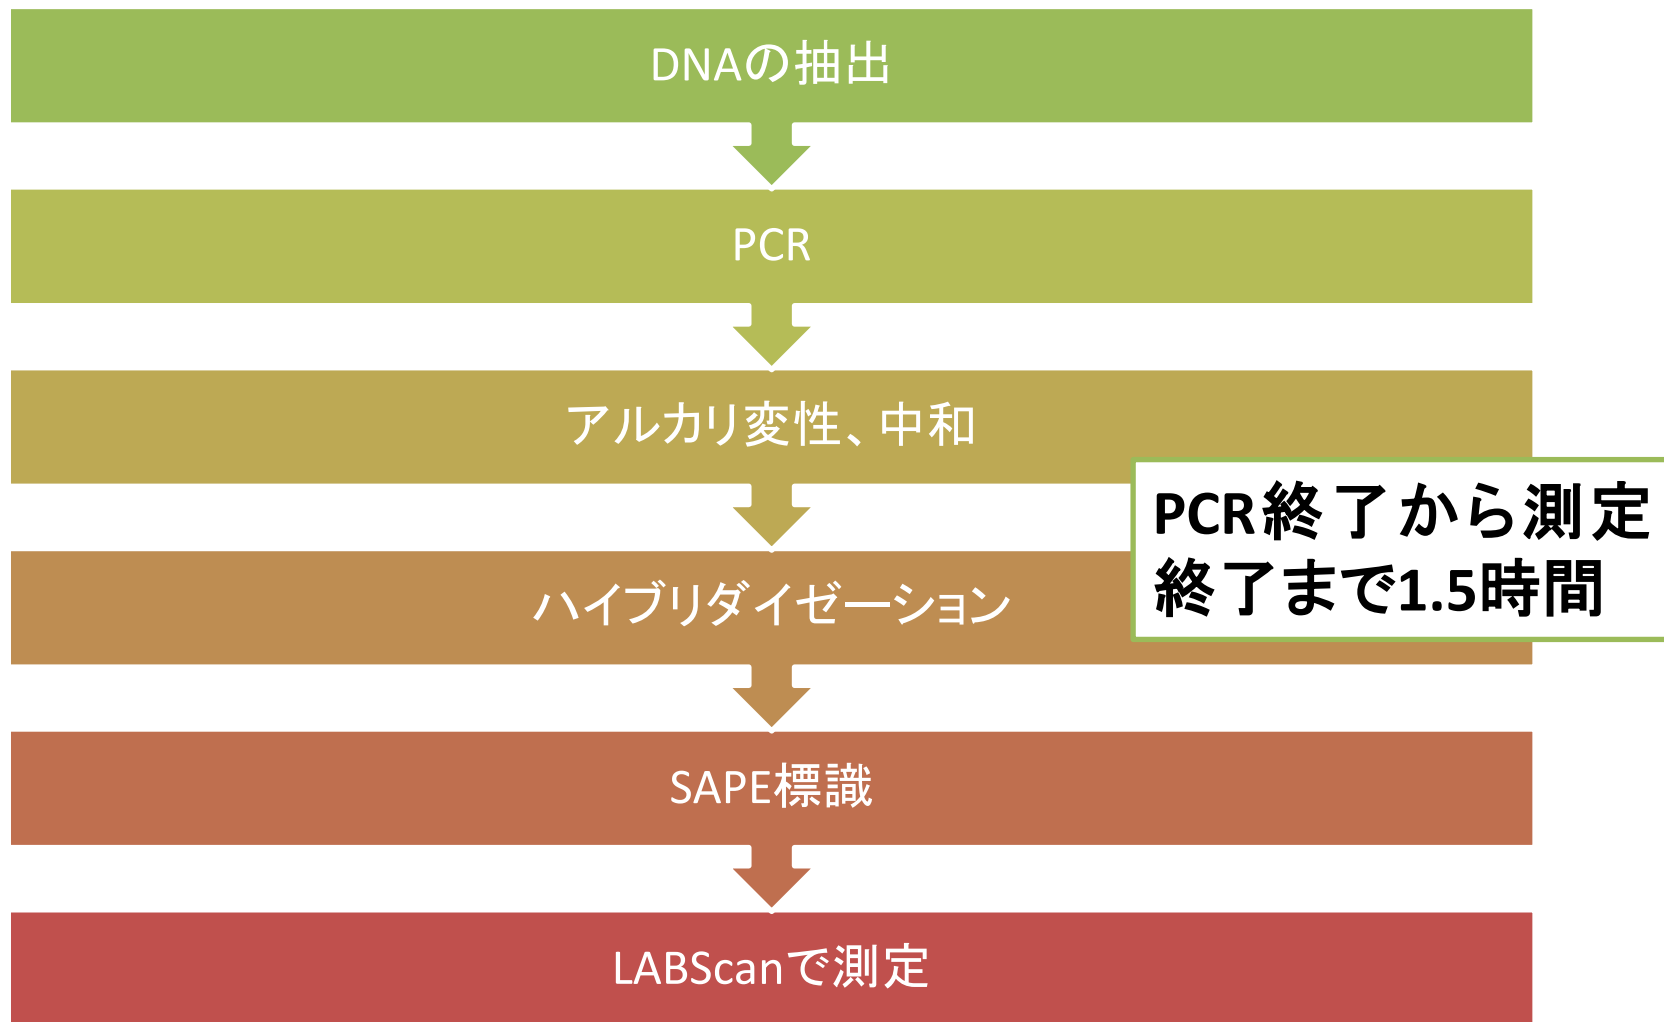 DNAの抽出
PCR
アルカリ変性、中和
PCR終了から測定
終了まで1.5時間
ハイブリダイゼーション
SAPE標識
LABScanで測定